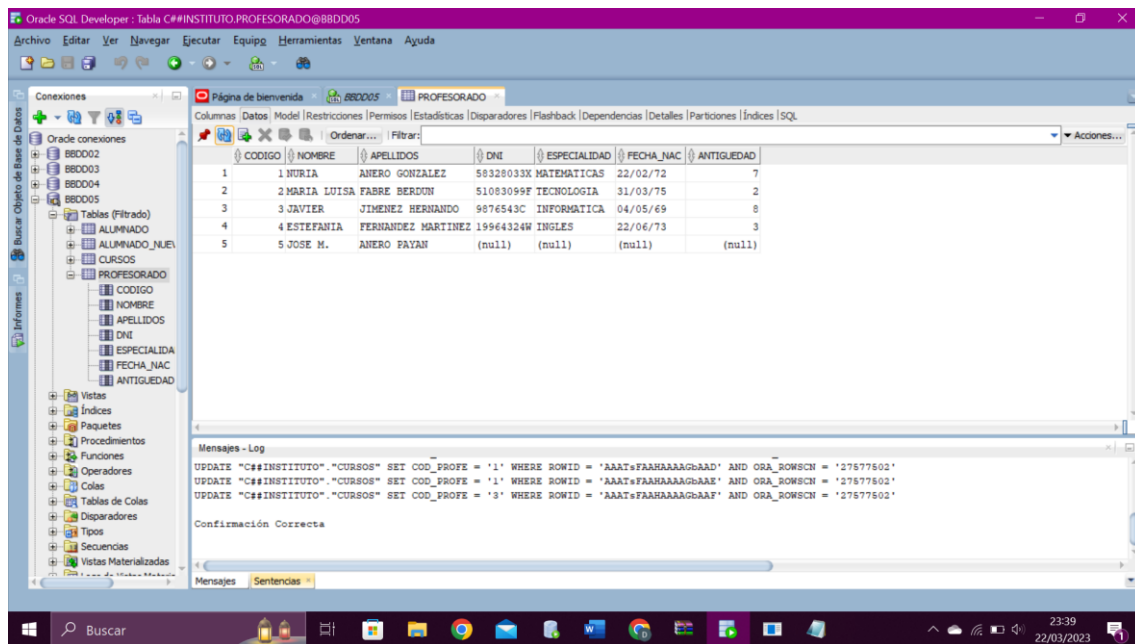 Oracle SQL Developer : Tabla C##INSTITUTO.PROFESORADO@BBDD05
Archivo Editar Ver Navegar Ejecutar Equipo Herramientas Ventana Ayuda
Buscar Objeto de Base de Datos
Informes
Conexiones
Oracle conexiones
BBDD02
BBDD03
BBDD04
BBDD05
Tablas (Filtrado)
ALUMNADO
ALUMNADO_NUEV
CURSOS
PROFESORADO
CODIGO
NOMBRE
APELLIDOS
DNI
ESPECIALIDA
FECHA_NAC
ANTIGUEDAD
Vistas
Índices
Paquetes
Procedimientos
Funciones
Operadores
Colas
Tablas de Colas
Disparadores
Tipos
Secuencias
Vistas Materializadas
Página de bienvenida BBDD05 PROFESORADO
Columnas Datos Model Restricciones Permisos Estadísticas Disparadores Flashback Dependencias Detalles Particiones Índices SQL
Ordenar... Filtrar: Acciones...
CODIGO NOMBRE APELLIDOS DNI ESPECIALIDAD FECHA_NAC ANTIGUEDAD
1 1 NURIA ANERO GONZALEZ 58328033X MATEMATICAS 22/02/72 7
2 2 MARIA LUISA FABRE BERDUN 51083099F TECNOLOGIA 31/03/75 2
3 3 JAVIER JIMENEZ HERNANDO 9876543C INFORMATICA 04/05/69 8
4 4 ESTEFANIA FERNANDEZ MARTINEZ 19964324W INGLES 22/06/73 3
5 5 JOSE M. ANERO PAYAN (null) (null) (null) (null)
Mensajes - Log
UPDATE "C##INSTITUTO"."CURSOS" SET COD_PROFE = '1' WHERE ROWID = 'AAATsFAAHAAAAGbAAD' AND ORA_ROWSCN = '27577502'
UPDATE "C##INSTITUTO"."CURSOS" SET COD_PROFE = '1' WHERE ROWID = 'AAATsFAAHAAAAGbAAE' AND ORA_ROWSCN = '27577502'
UPDATE "C##INSTITUTO"."CURSOS" SET COD_PROFE = '3' WHERE ROWID = 'AAATsFAAHAAAAGbAAF' AND ORA_ROWSCN = '27577502'
Confirmación Correcta
Mensajes Sentencias
Buscar
23:39
22/03/2023